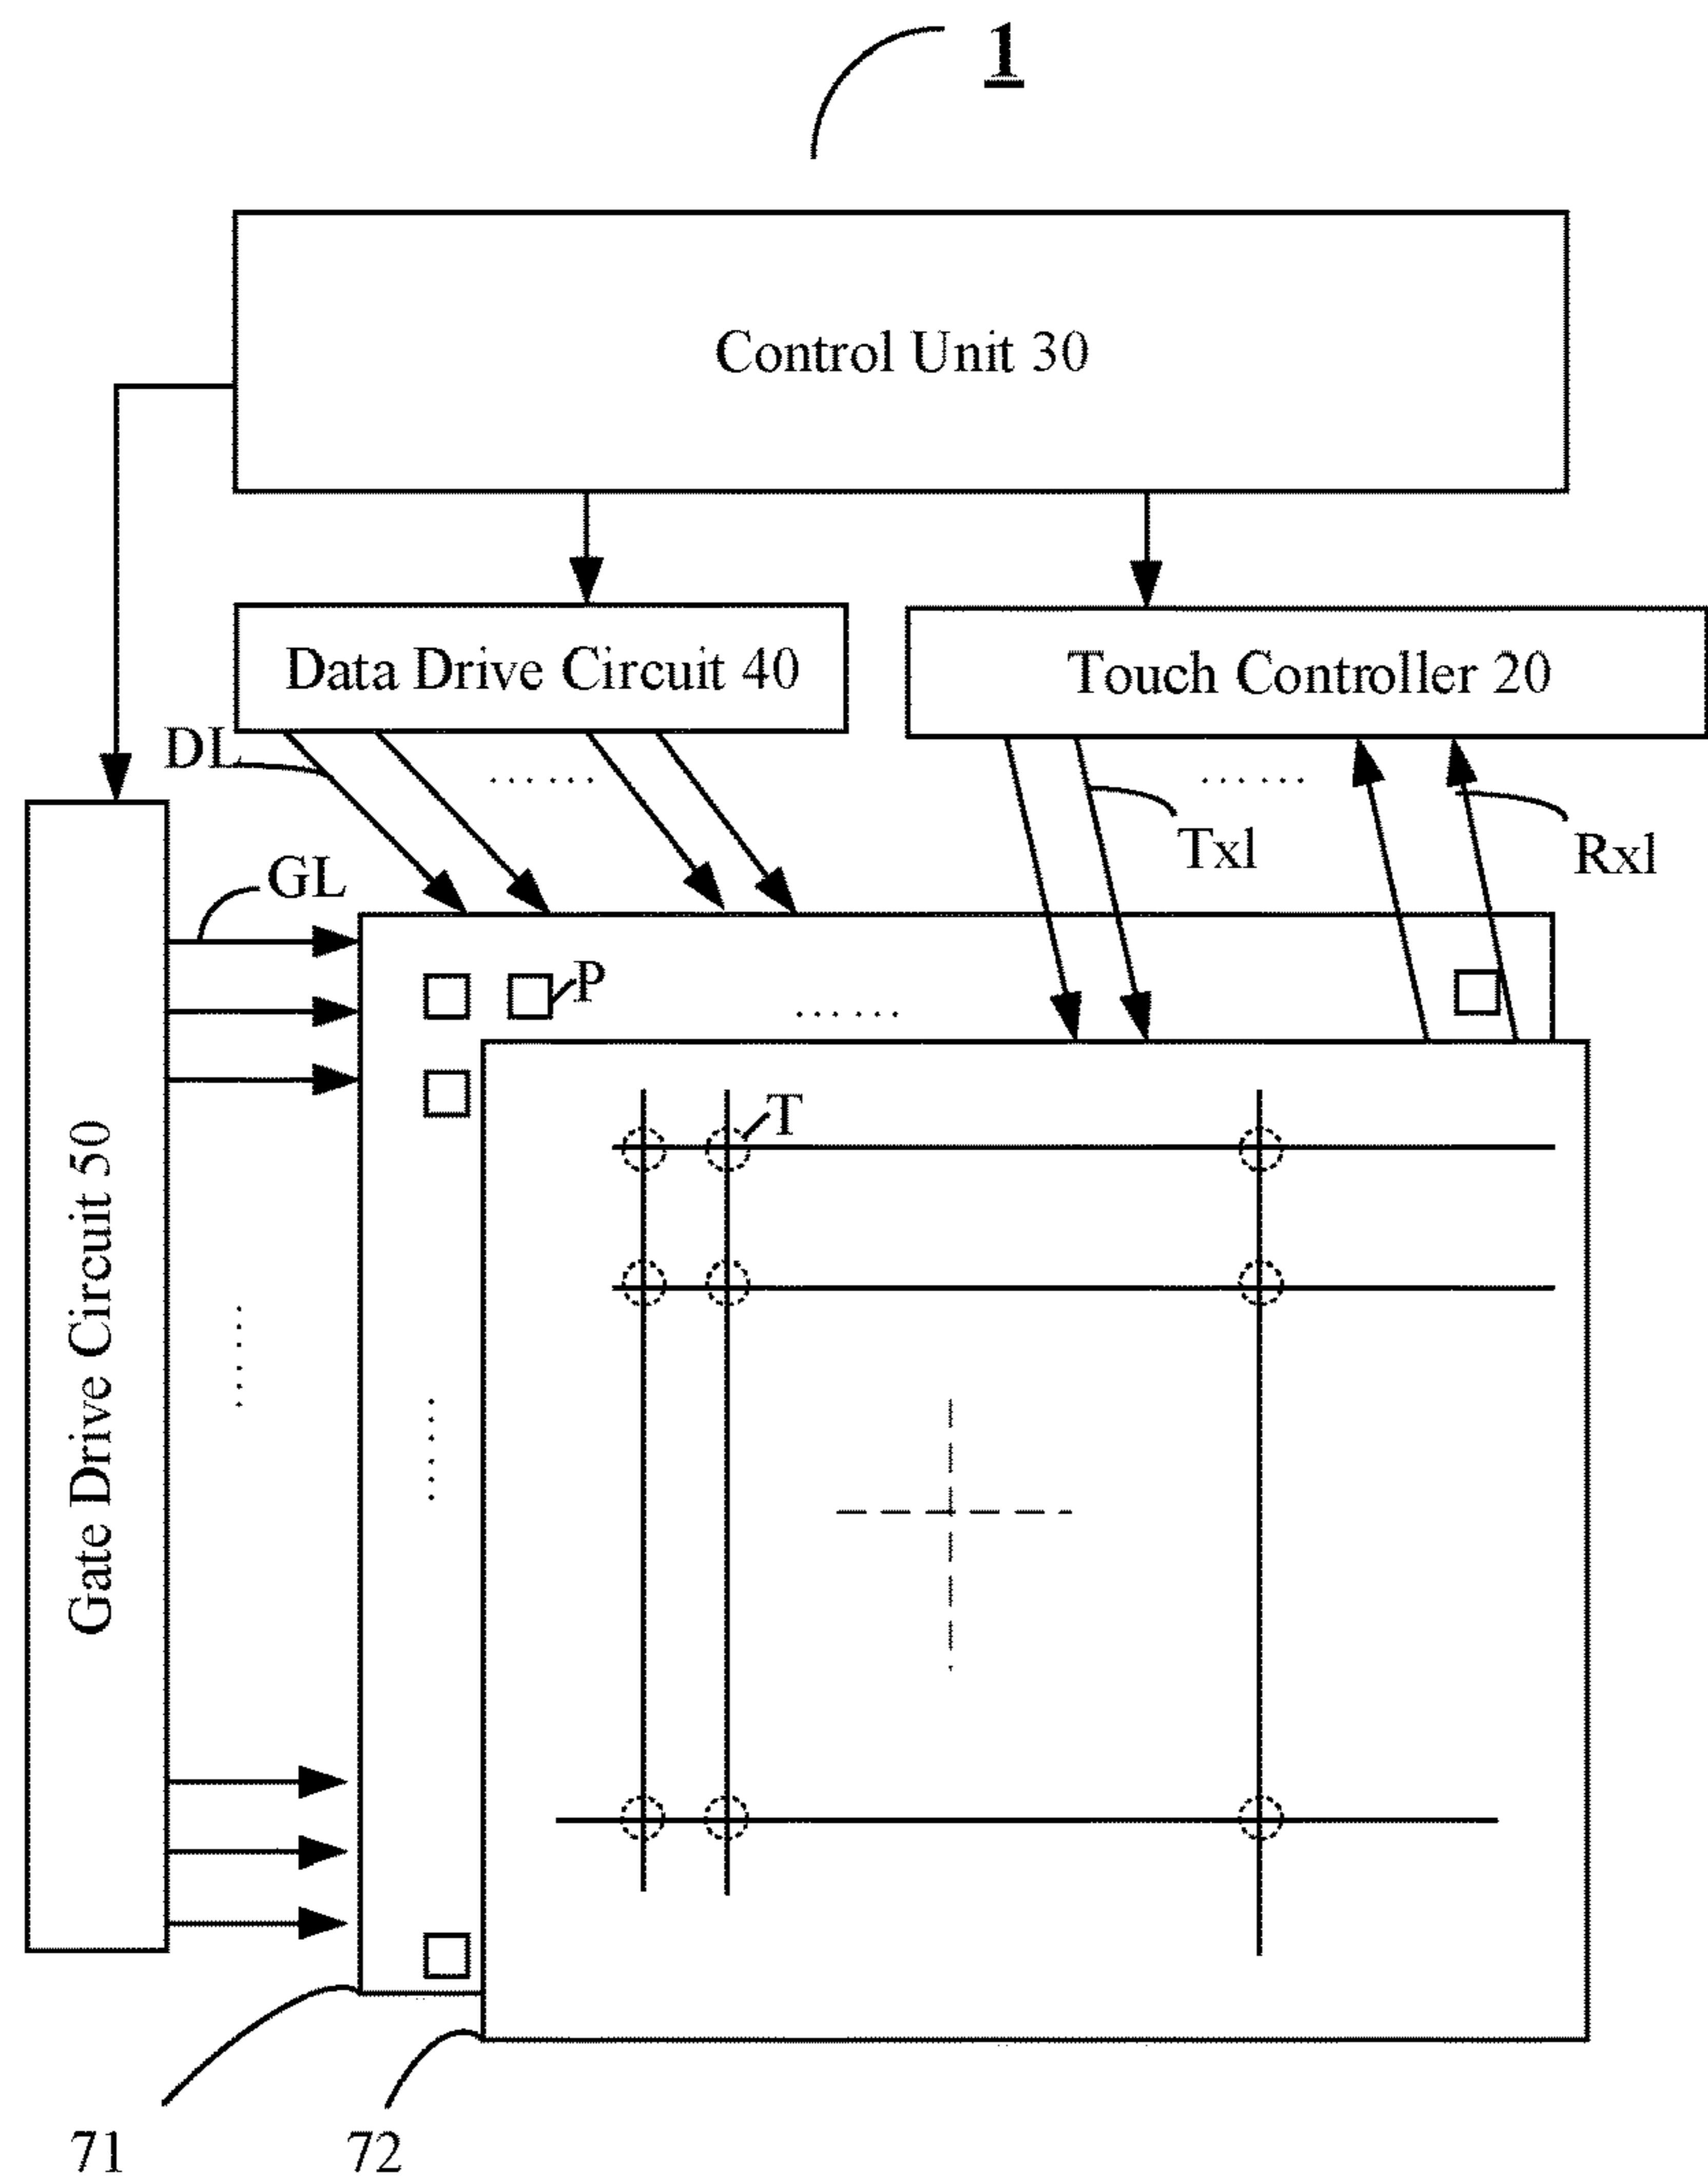 1
Control Unit 30
Data Drive Circuit 40
Touch Controller 20
DL
Txl
Rxl
GL
P
T
Gate Drive Circuit 50
71
72